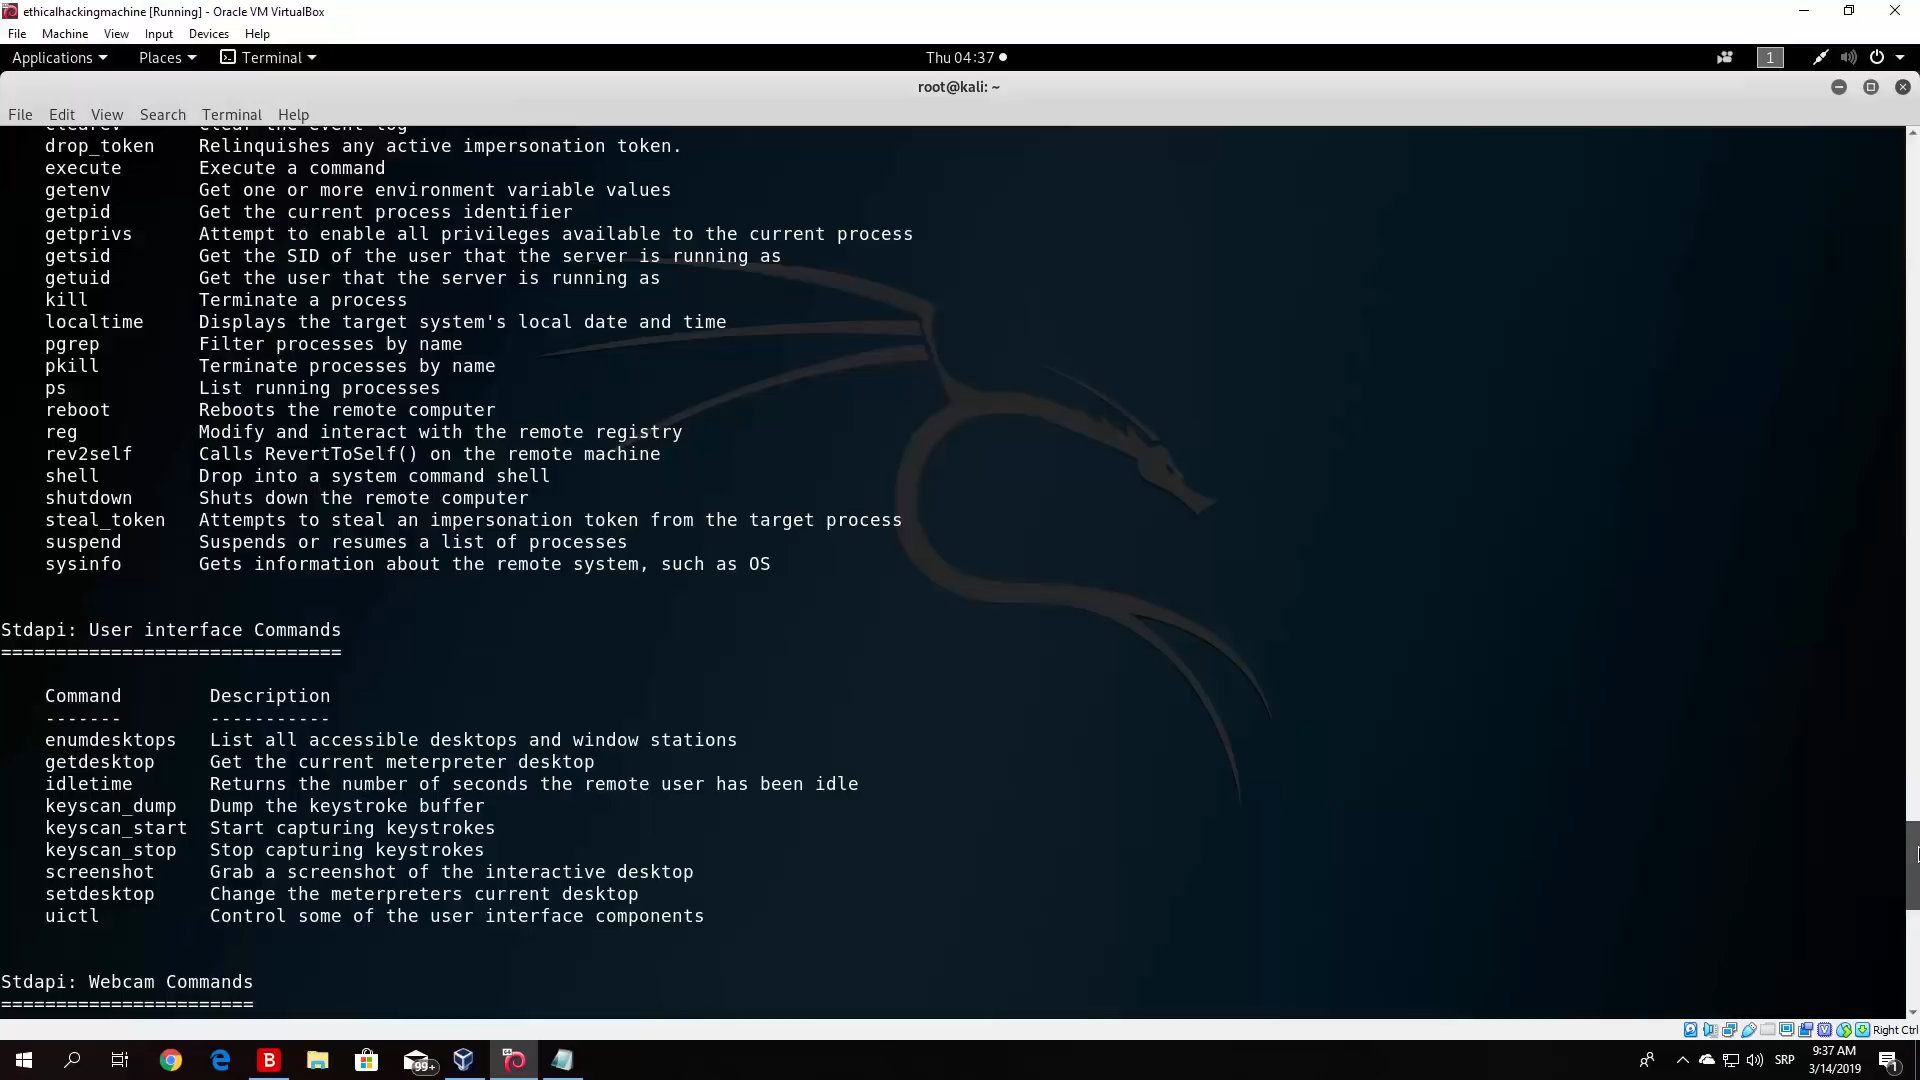 ethicalhackingmachine [Running] - Oracle VM VirtualBox
File Machine View Input Devices Help
Applications Places Terminal Thu 04:37 1
root@kali: ~
File Edit View Search Terminal Help
clearev Clear the event log
drop_token Relinquishes any active impersonation token.
execute Execute a command
getenv Get one or more environment variable values
getpid Get the current process identifier
getprivs Attempt to enable all privileges available to the current process
getsid Get the SID of the user that the server is running as
getuid Get the user that the server is running as
kill Terminate a process
localtime Displays the target system's local date and time
pgrep Filter processes by name
pkill Terminate processes by name
ps List running processes
reboot Reboots the remote computer
reg Modify and interact with the remote registry
rev2self Calls RevertToSelf() on the remote machine
shell Drop into a system command shell
shutdown Shuts down the remote computer
steal_token Attempts to steal an impersonation token from the target process
suspend Suspends or resumes a list of processes
sysinfo Gets information about the remote system, such as OS
Stdapi: User interface Commands
===============================
Command Description
------- -----------
enumdesktops List all accessible desktops and window stations
getdesktop Get the current meterpreter desktop
idletime Returns the number of seconds the remote user has been idle
keyscan_dump Dump the keystroke buffer
keyscan_start Start capturing keystrokes
keyscan_stop Stop capturing keystrokes
screenshot Grab a screenshot of the interactive desktop
setdesktop Change the meterpreters current desktop
uictl Control some of the user interface components
Stdapi: Webcam Commands
=======================
Right Ctrl
B 99+ SRP 9:37 AM
3/14/2019 1